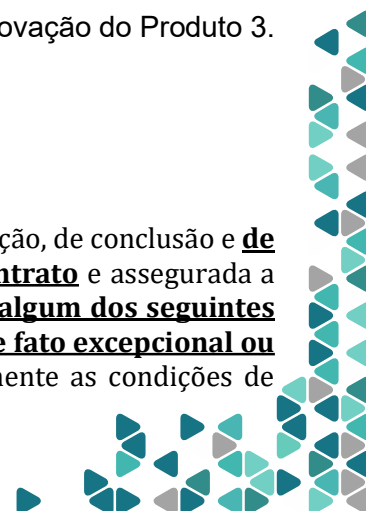 ovação do Produto 3.
ção, de conclusão e de
ntrato e assegurada a
algum dos seguintes
e fato excepcional ou
mente as condições de